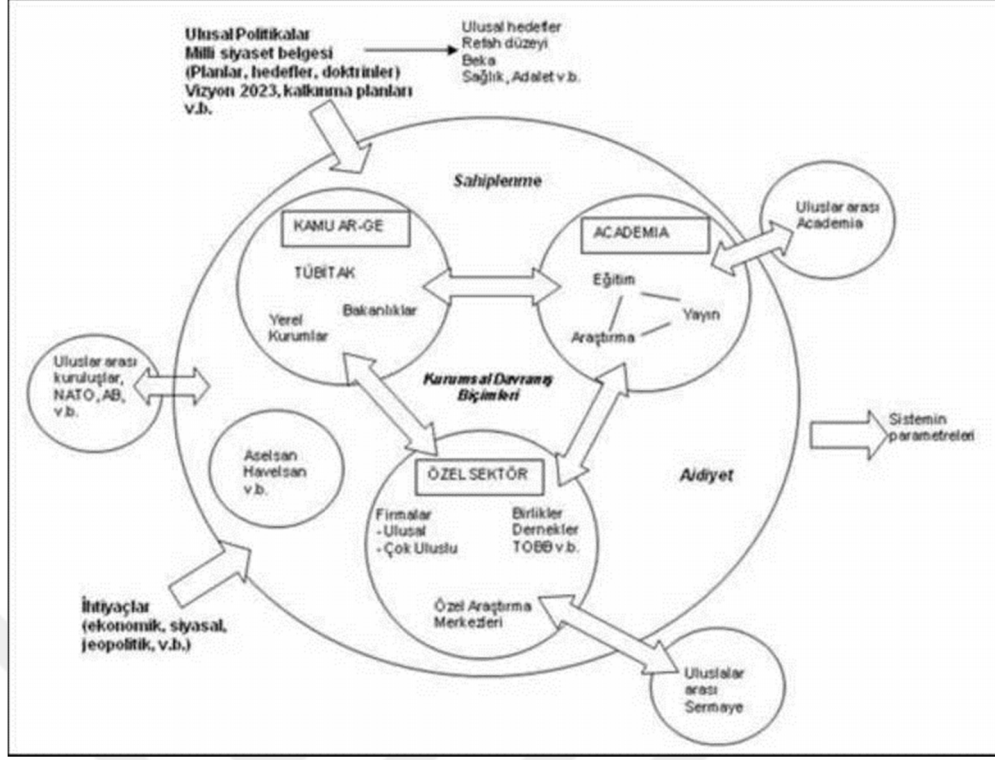 Ulusal Politikalar
Milli siyaset belgesi
(Planlar, hedefler, doktrinler)
Vizyon 2023, kalkınma planları
v.b.
Ulusal hedefler
Refah düzeyi
Beka
Sağlık, Adalet v.b.
Sahiplenme
KAMU AR-GE
TÜBİTAK
Bakanlıklar
Yerel
Kurumlar
ACADEMIA
Eğitim
Yayın
Araştırma
Uluslar arası
Academia
Uluslar arası
kuruluşlar,
NATO, AB,
v.b.
Kurumsal Davranış
Biçimleri
Aselsan
Havelsan
v.b.
ÖZEL SEKTÖR
Firmalar
-Ulusal
-Çok Uluslu
Birlikler
Dernekler
TOBB v.b.
Özel Araştırma
Merkezleri
Aidiyet
Sistemin
parametreleri
İhtiyaçlar
(ekonomik, siyasal,
jeopolitik, v.b.)
Uluslalar
arası
Sermaye